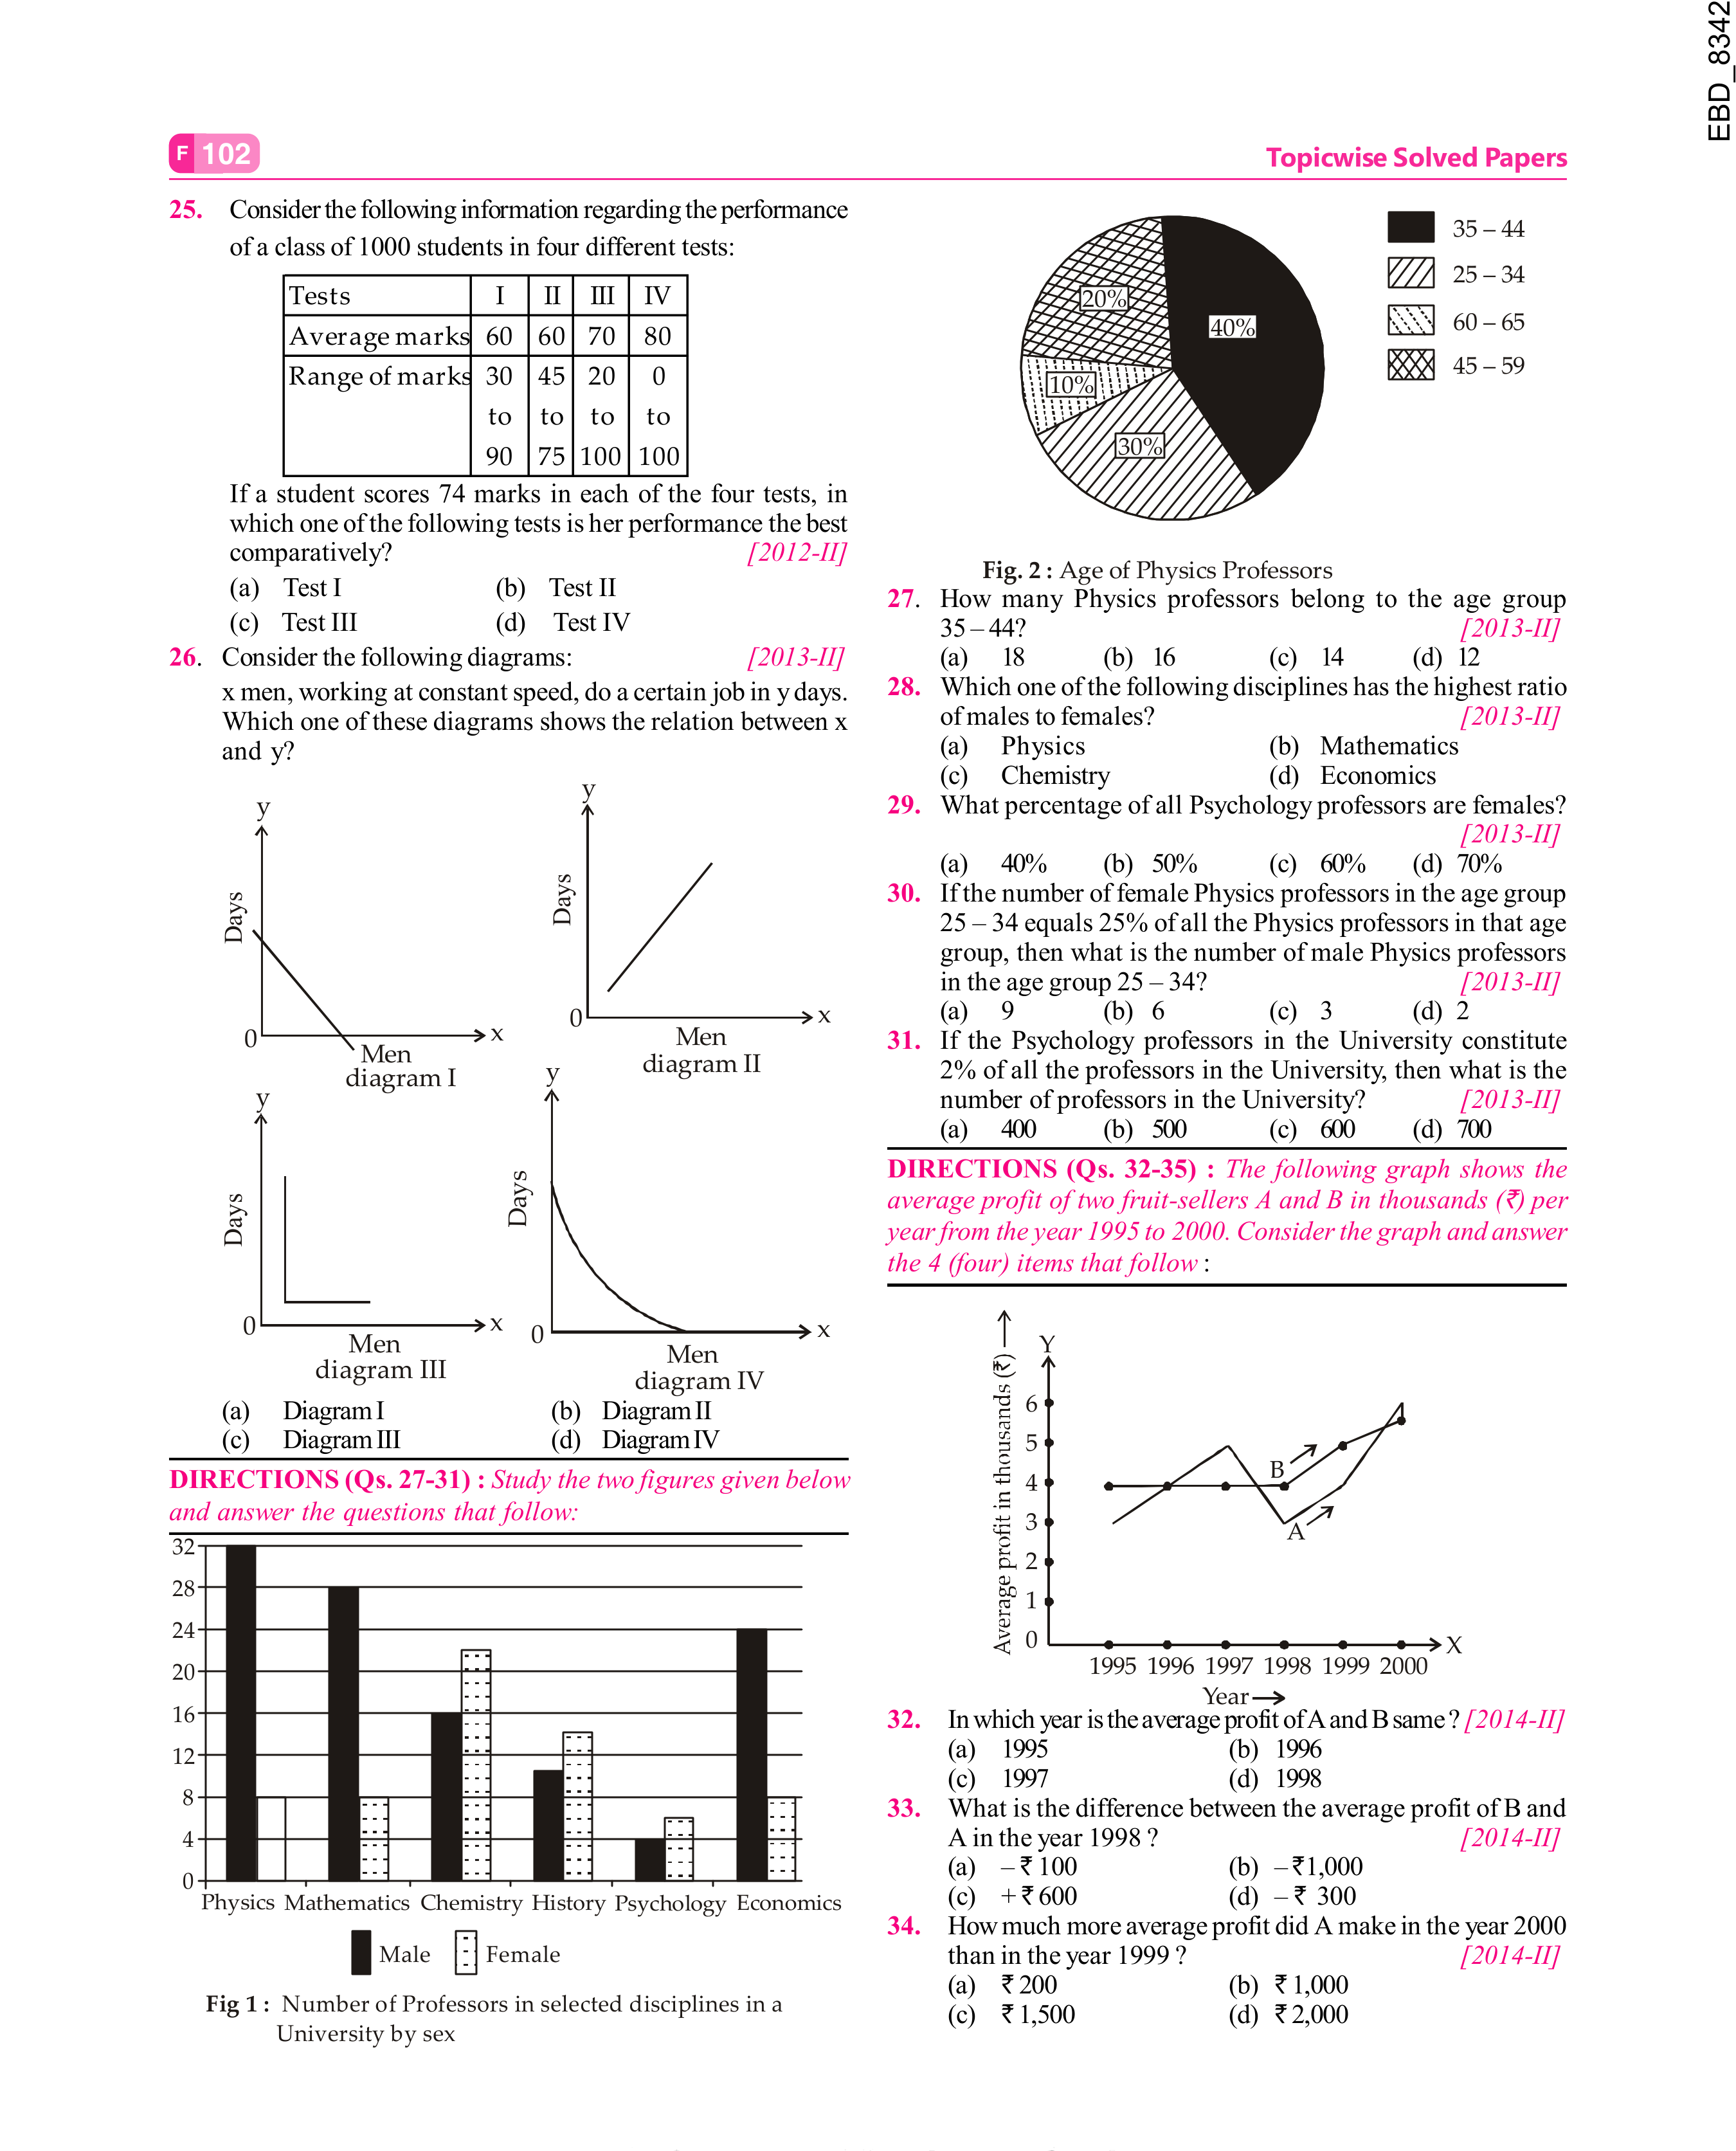 EBD_8342
F 102
Topicwise Solved Papers
25. Consider the following information regarding the performance
of a class of 1000 students in four different tests:
Tests I II III IV
Average marks 60 60 70 80
Range of marks 30 45 20 0
to to to to
90 75 100 100
If a student scores 74 marks in each of the four tests, in
which one of the following tests is her performance the best
comparatively? [2012-II]
(a) Test I (b) Test II
(c) Test III (d) Test IV
26. Consider the following diagrams: [2013-II]
x men, working at constant speed, do a certain job in y days.
Which one of these diagrams shows the relation between x
and y?
y
Days
0
x
Men
diagram I
y
Days
0
x
Men
diagram II
y
Days
0
x
Men
diagram III
y
Days
0
x
Men
diagram IV
(a) Diagram I (b) Diagram II
(c) Diagram III (d) Diagram IV
DIRECTIONS (Qs. 27-31) : Study the two figures given below
and answer the questions that follow:
32
28
24
20
16
12
8
4
0
Physics Mathematics Chemistry History Psychology Economics
Male Female
Fig 1 : Number of Professors in selected disciplines in a
University by sex
35 – 44
25 – 34
60 – 65
45 – 59
20%
40%
10%
30%
Fig. 2 : Age of Physics Professors
27. How many Physics professors belong to the age group
35 – 44? [2013-II]
(a) 18 (b) 16 (c) 14 (d) 12
28. Which one of the following disciplines has the highest ratio
of males to females? [2013-II]
(a) Physics (b) Mathematics
(c) Chemistry (d) Economics
29. What percentage of all Psychology professors are females?
[2013-II]
(a) 40% (b) 50% (c) 60% (d) 70%
30. If the number of female Physics professors in the age group
25 – 34 equals 25% of all the Physics professors in that age
group, then what is the number of male Physics professors
in the age group 25 – 34? [2013-II]
(a) 9 (b) 6 (c) 3 (d) 2
31. If the Psychology professors in the University constitute
2% of all the professors in the University, then what is the
number of professors in the University? [2013-II]
(a) 400 (b) 500 (c) 600 (d) 700
DIRECTIONS (Qs. 32-35) : The following graph shows the
average profit of two fruit-sellers A and B in thousands (₹) per
year from the year 1995 to 2000. Consider the graph and answer
the 4 (four) items that follow :
Average profit in thousands (₹)
Y
6
5
4
3
2
1
0
B
A
X
1995 1996 1997 1998 1999 2000
Year
32. In which year is the average profit of A and B same ? [2014-II]
(a) 1995 (b) 1996
(c) 1997 (d) 1998
33. What is the difference between the average profit of B and
A in the year 1998 ? [2014-II]
(a) – ₹ 100 (b) – ₹1,000
(c) + ₹ 600 (d) – ₹ 300
34. How much more average profit did A make in the year 2000
than in the year 1999 ? [2014-II]
(a) ₹ 200 (b) ₹ 1,000
(c) ₹ 1,500 (d) ₹ 2,000